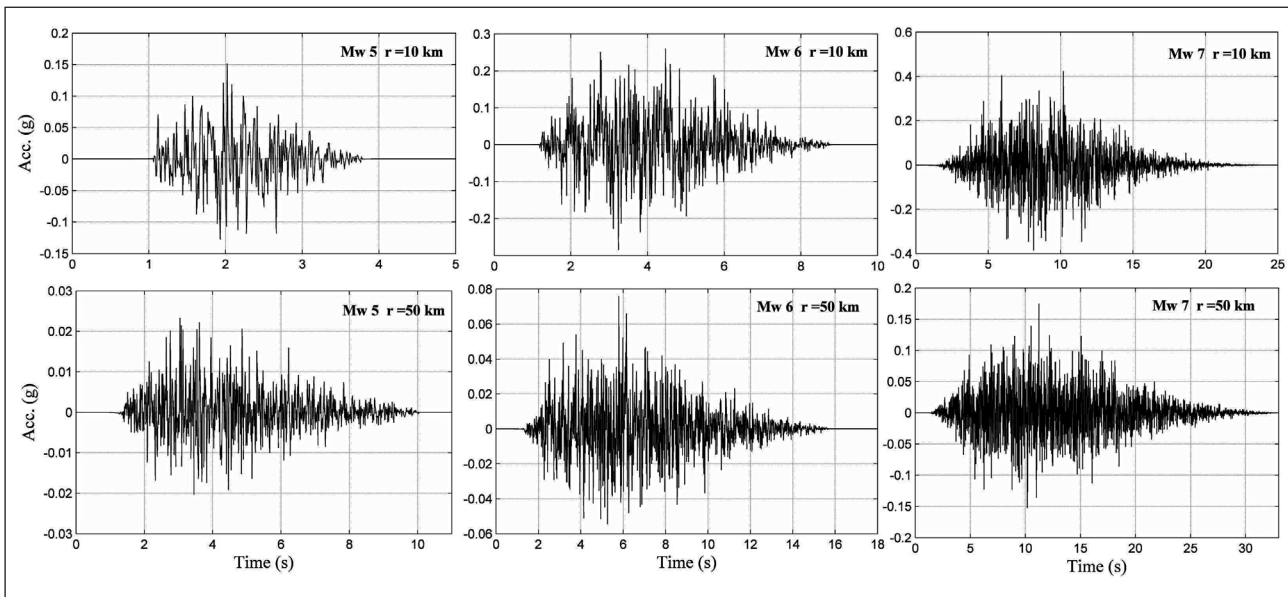 Mw 5 r =10 km
Acc. (g)
0.2
0.15
0.1
0.05
0
-0.05
-0.1
-0.15
0 1 2 3 4 5
Mw 6 r =10 km
0.3
0.2
0.1
0
-0.1
-0.2
0 2 4 6 8 10
Mw 7 r =10 km
0.6
0.4
0.2
0
-0.2
-0.4
0 5 10 15 20 25
Mw 5 r =50 km
Acc. (g)
0.03
0.02
0.01
0
-0.01
-0.02
-0.03
0 2 4 6 8 10
Time (s)
Mw 6 r =50 km
0.08
0.06
0.04
0.02
0
-0.02
-0.04
-0.06
0 2 4 6 8 10 12 14 16 18
Time (s)
Mw 7 r =50 km
0.2
0.15
0.1
0.05
0
-0.05
-0.1
-0.15
-0.2
0 5 10 15 20 25 30
Time (s)